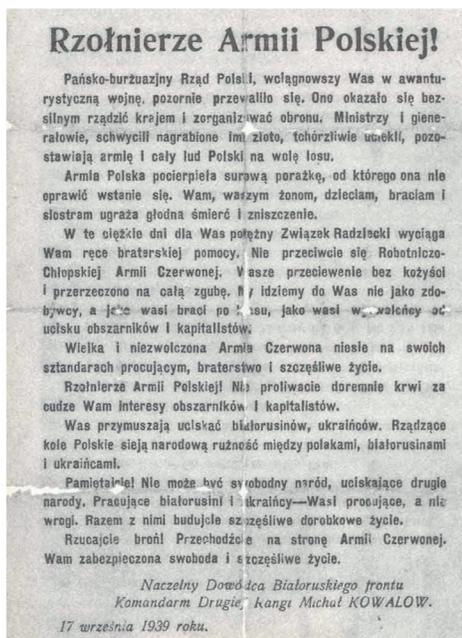 Rzołnierze Armii Polskiej!
Pańsko-burżuazjny Rząd Polski, wciągnowszy Was w awantu-
rystyczną wojnę, pozornie przewaliło się. Ono okazało się bez-
silnym rządzić krajem i zorganizować obronu. Ministrzy i giene-
rałowie, schwycili nagrabione imi złoto, tchórzliwie uciekli, pozo-
stawiają armię i cały lud Polski na wolę losu.
Armia Polska pocierpieła surową porażkę, od którego ona nie
oprawić wstanie się. Wam, waszym żonom, dzieciam, braciam i
siostram ugraża głodna śmierć i zniszczenie.
W te ciężkie dni dla Was potężny Związek Radziecki wyciąga
Wam ręce braterskiej pomocy. Nie przeciwcie się Robotniczo-
Chłopskiej Armii Czerwonej. Wasze przeciewenie bez kożyści
i przerzeczono na całą zgubę. My idziemy do Was nie jako zdo-
bywcy, a jako wasi braci po klasu, jako wasi wyzwoleńcy od
ucisku obszarników i kapitalistów.
Wielka i niezwolczona Armia Czerwona niesie na swoich
sztandarach procującym, braterstwo i szczęśliwe życie.
Rzołnierze Armii Polskiej! Nie proliwacie doremnie krwi za
cudze Wam interesy obszarników i kapitalistów.
Was przymuszają uciskać białorusinów, ukraińców. Rządzące
kole Polskie sieją narodową rużność między polakami, białorusinami
i ukraińcami.
Pamiętajcie! Nie może być swobodny naród, uciskające drugie
narody. Pracujące białorusini i ukraińcy—Wasi procujące, a nie
wrogi. Razem z nimi budujcie szczęśliwe dorobkowe życie.
Rzucajcie broń! Przechodźcie na stronę Armii Czerwonej.
Wam zabezpieczona swoboda i szczęśliwe życie.
Naczelny Dowódca Białoruskiego frontu
Komandarm Drugiej Rangi Michał KOWALOW.
17 września 1939 roku.